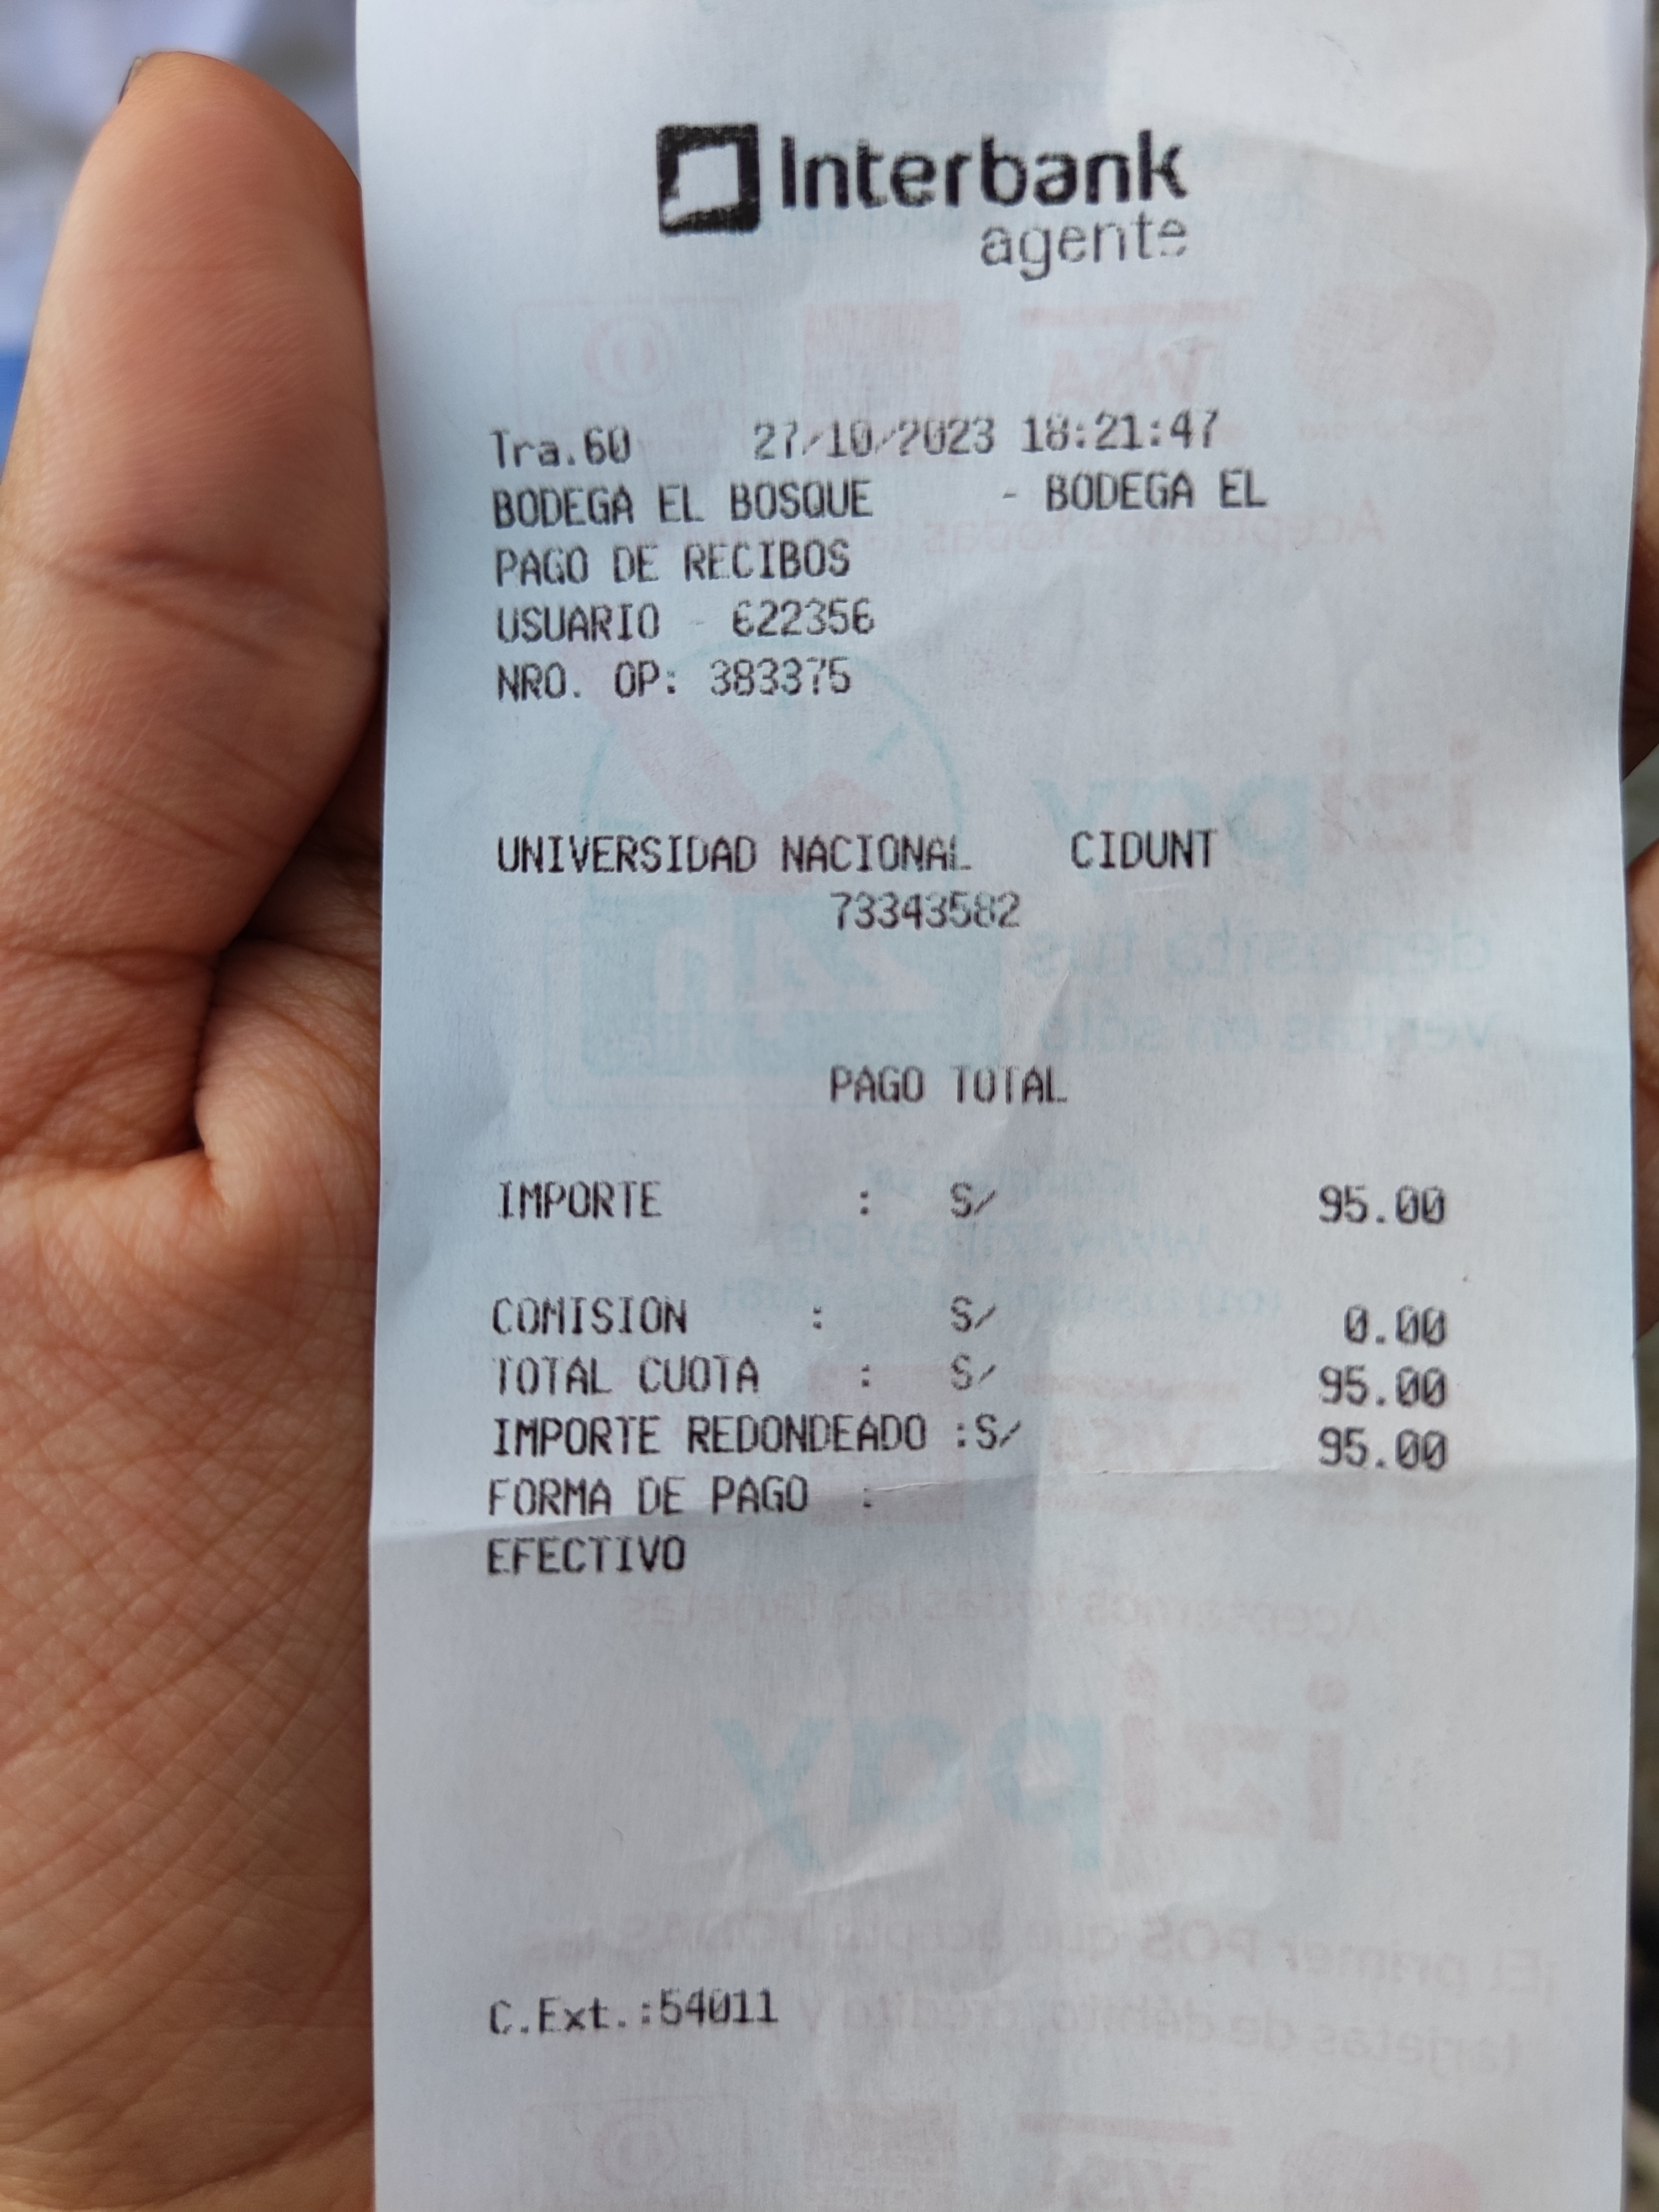 Interbank
agente
Tra.60 27/10/2023 18:21:47
BODEGA EL BOSQUE - BODEGA EL
PAGO DE RECIBOS
USUARIO - 622356
NRO. OP: 383375
UNIVERSIDAD NACIONAL CIDUNT
73343582
PAGO TOTAL
IMPORTE : S/ 95.00
COMISION : S/ 0.00
TOTAL CUOTA : S/ 95.00
IMPORTE REDONDEADO :S/ 95.00
FORMA DE PAGO :
EFECTIVO
C.Ext.:54011